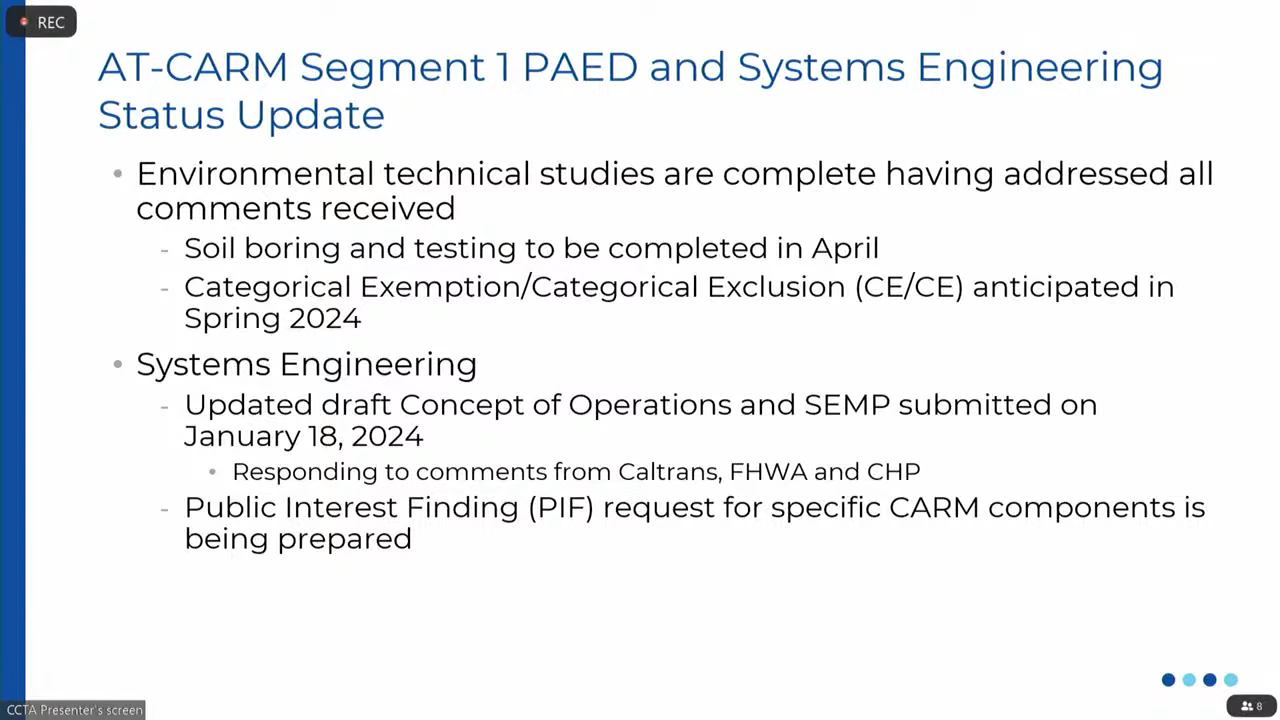 REC
AT-CARM Segment 1 PAED and Systems Engineering
Status Update
• Environmental technical studies are complete having addressed all
comments received
- Soil boring and testing to be completed in April
- Categorical Exemption/Categorical Exclusion (CE/CE) anticipated in
Spring 2024
• Systems Engineering
- Updated draft Concept of Operations and SEMP submitted on
January 18, 2024
• Responding to comments from Caltrans, FHWA and CHP
- Public Interest Finding (PIF) request for specific CARM components is
being prepared
CCTA Presenter's screen
8